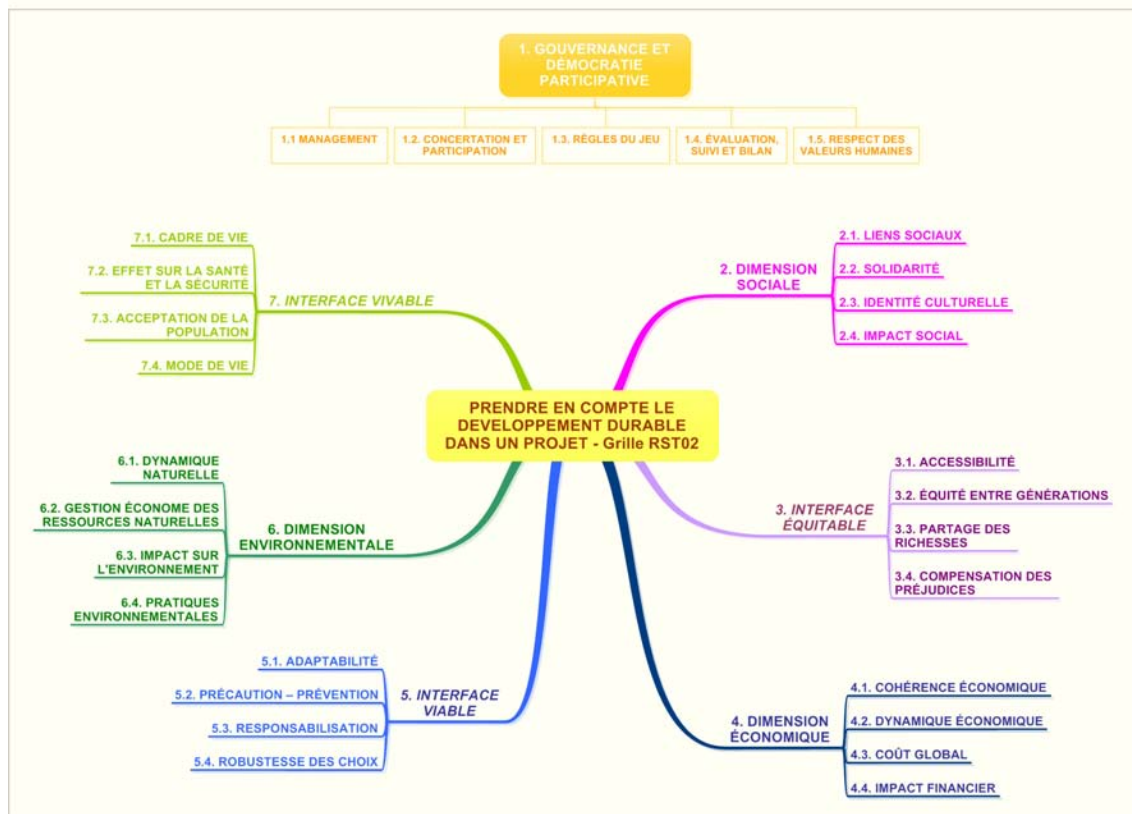 1. GOUVERNANCE ET
DÉMOCRATIE
PARTICIPATIVE
1.1 MANAGEMENT
1.2. CONCERTATION ET
PARTICIPATION
1.3. RÈGLES DU JEU
1.4. ÉVALUATION,
SUIVI ET BILAN
1.5. RESPECT DES
VALEURS HUMAINES
PRENDRE EN COMPTE LE
DEVELOPPEMENT DURABLE
DANS UN PROJET - Grille RST02
2. DIMENSION
SOCIALE
2.1. LIENS SOCIAUX
2.2. SOLIDARITÉ
2.3. IDENTITÉ CULTURELLE
2.4. IMPACT SOCIAL
3. INTERFACE
ÉQUITABLE
3.1. ACCESSIBILITÉ
3.2. ÉQUITÉ ENTRE GÉNÉRATIONS
3.3. PARTAGE DES
RICHESSES
3.4. COMPENSATION DES
PRÉJUDICES
4. DIMENSION
ÉCONOMIQUE
4.1. COHÉRENCE ÉCONOMIQUE
4.2. DYNAMIQUE ÉCONOMIQUE
4.3. COÛT GLOBAL
4.4. IMPACT FINANCIER
5. INTERFACE
VIABLE
5.1. ADAPTABILITÉ
5.2. PRÉCAUTION – PRÉVENTION
5.3. RESPONSABILISATION
5.4. ROBUSTESSE DES CHOIX
6. DIMENSION
ENVIRONNEMENTALE
6.1. DYNAMIQUE
NATURELLE
6.2. GESTION ÉCONOME DES
RESSOURCES NATURELLES
6.3. IMPACT SUR
L'ENVIRONNEMENT
6.4. PRATIQUES
ENVIRONNEMENTALES
7. INTERFACE VIVABLE
7.1. CADRE DE VIE
7.2. EFFET SUR LA SANTÉ
ET LA SÉCURITÉ
7.3. ACCEPTATION DE LA
POPULATION
7.4. MODE DE VIE